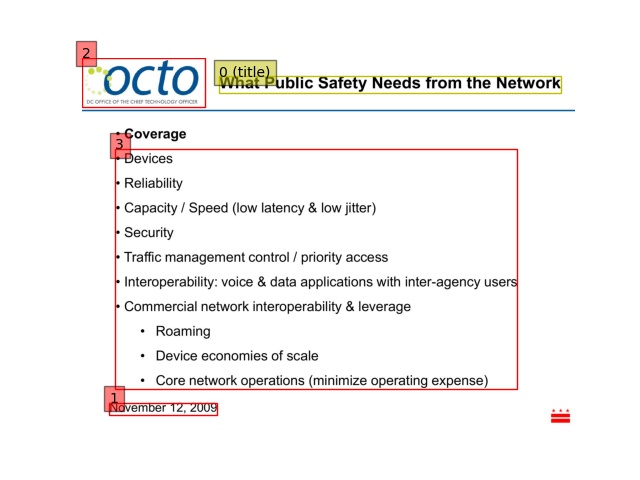 2
octo
DC OFFICE OF THE CHIEF TECHNOLOGY OFFICER
0 (title)
What Public Safety Needs from the Network
• Coverage
3
• Devices
• Reliability
• Capacity / Speed (low latency & low jitter)
• Security
• Traffic management control / priority access
• Interoperability: voice & data applications with inter-agency users
• Commercial network interoperability & leverage
• Roaming
• Device economies of scale
• Core network operations (minimize operating expense)
1
November 12, 2009